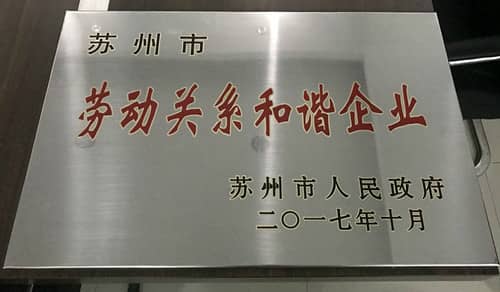 苏州市
劳动关系和谐企业
苏州市人民政府
二〇一七年十月